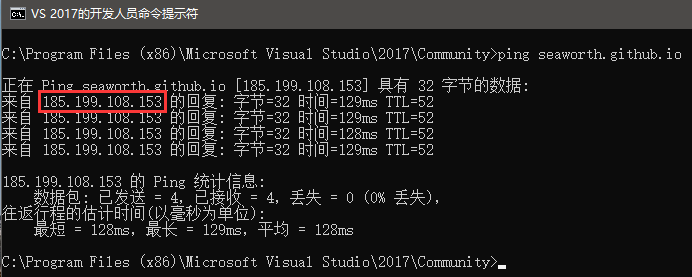 VS 2017的开发人员命令提示符
C:\Program Files (x86)\Microsoft Visual Studio\2017\Community>ping seaworth.github.io
正在 Ping seaworth.github.io [185.199.108.153] 具有 32 字节的数据:
来自 185.199.108.153 的回复: 字节=32 时间=129ms TTL=52
来自 185.199.108.153 的回复: 字节=32 时间=129ms TTL=52
来自 185.199.108.153 的回复: 字节=32 时间=128ms TTL=52
来自 185.199.108.153 的回复: 字节=32 时间=129ms TTL=52
185.199.108.153 的 Ping 统计信息:
数据包: 已发送 = 4，已接收 = 4，丢失 = 0 (0% 丢失)，
往返行程的估计时间(以毫秒为单位):
最短 = 128ms，最长 = 129ms，平均 = 128ms
C:\Program Files (x86)\Microsoft Visual Studio\2017\Community>